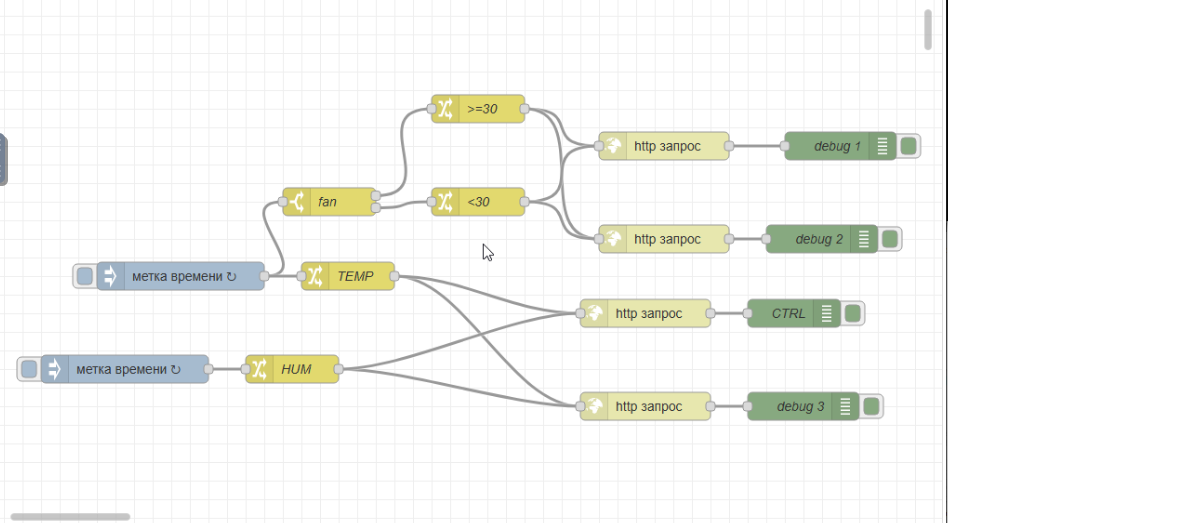 >=30
http запрос
debug 1
fan
<30
http запрос
debug 2
метка времени ↻
TEMP
http запрос
CTRL
метка времени ↻
HUM
http запрос
debug 3